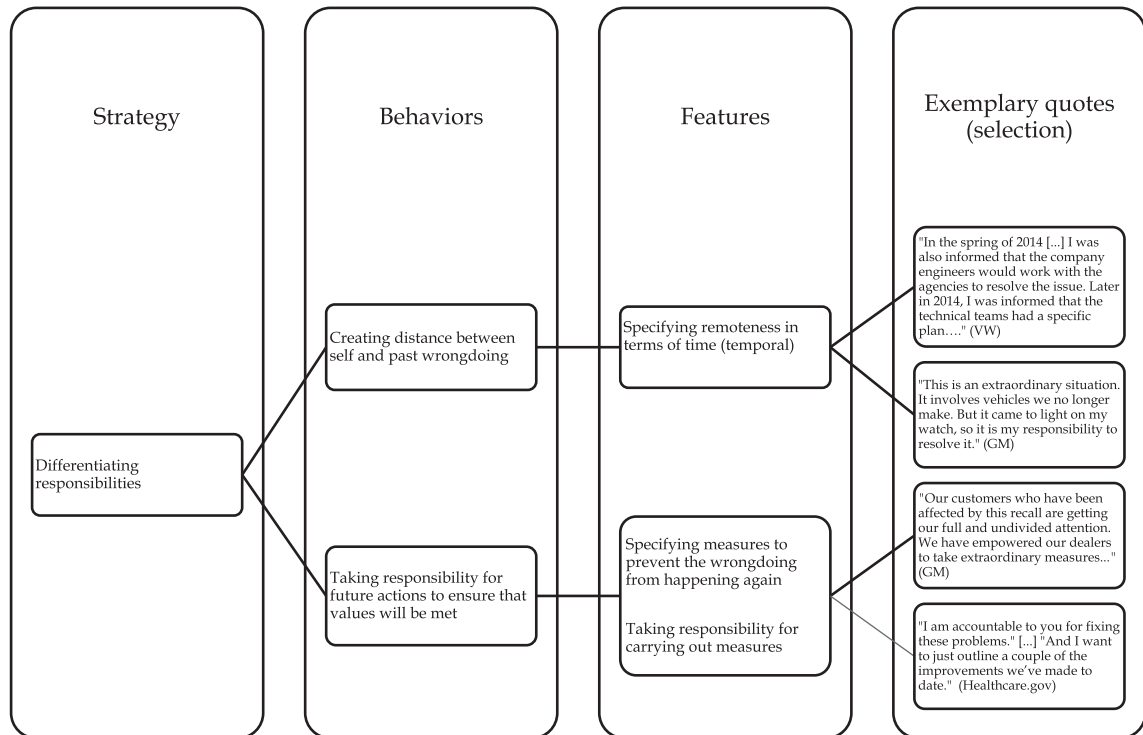 Strategy
Behaviors
Features
Exemplary quotes
(selection)
Differentiating
responsibilities
Creating distance between
self and past wrongdoing
Taking responsibility for
future actions to ensure that
values will be met
Specifying remoteness in
terms of time (temporal)
Specifying measures to
prevent the wrongdoing
from happening again
Taking responsibility for
carrying out measures
"In the spring of 2014 [...] I was
also informed that the company
engineers would work with the
agencies to resolve the issue. Later
in 2014, I was informed that the
technical teams had a specific
plan…." (VW)
"This is an extraordinary situation.
It involves vehicles we no longer
make. But it came to light on my
watch, so it is my responsibility to
resolve it." (GM)
"Our customers who have been
affected by this recall are getting
our full and undivided attention.
We have empowered our dealers
to take extraordinary measures..."
(GM)
"I am accountable to you for fixing
these problems." [...] "And I want
to just outline a couple of the
improvements we’ve made to
date." (Healthcare.gov)